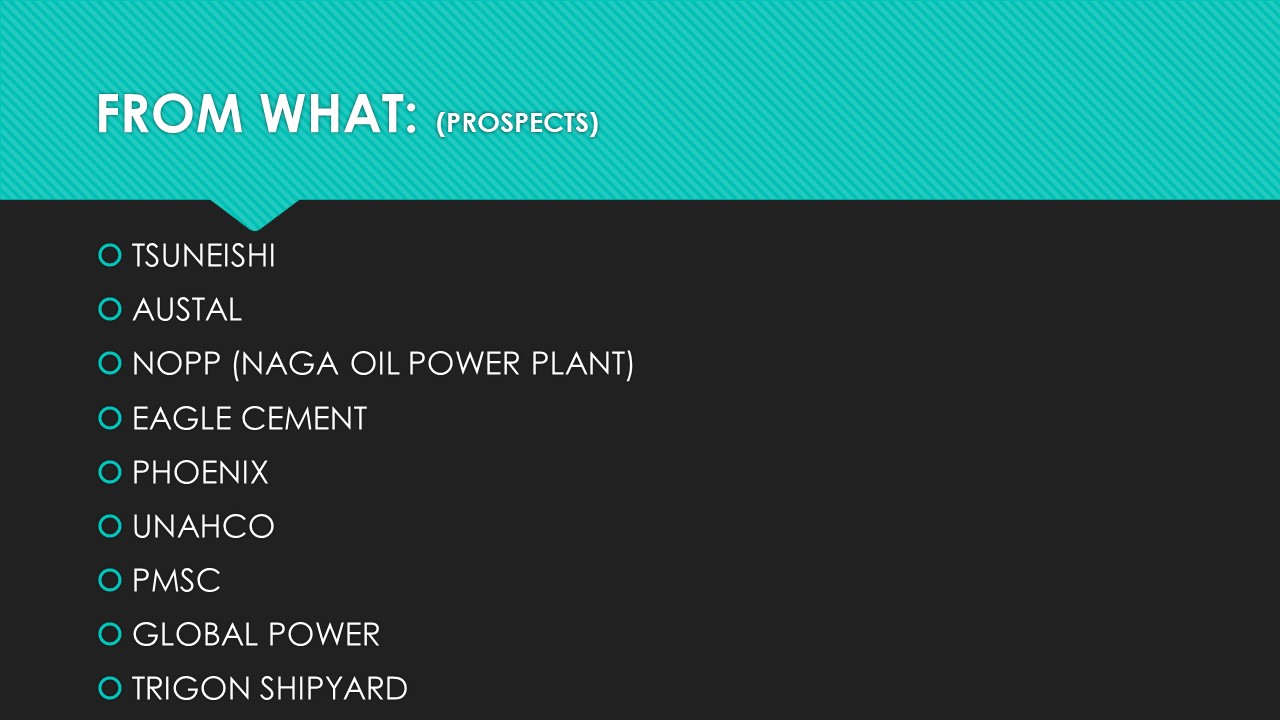 FROM WHAT: (PROSPECTS)
TSUNEISHI
AUSTAL
NOPP (NAGA OIL POWER PLANT)
EAGLE CEMENT
PHOENIX
UNAHCO
PMSC
GLOBAL POWER
TRIGON SHIPYARD